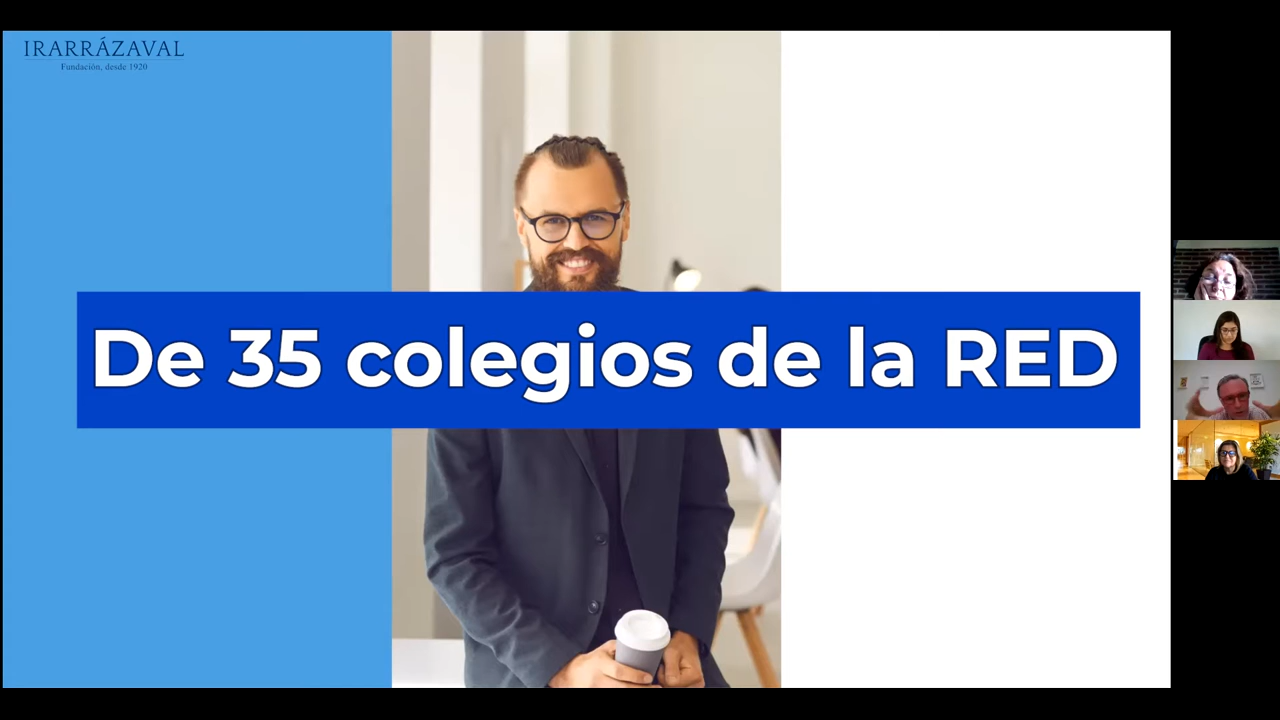 IRARRÁZAVAL
Fundación, desde 1920
De 35 colegios de la RED